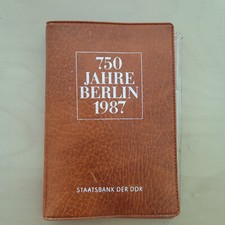 750
JAHRE
BERLIN
1987
STAATSBANK DER DDR